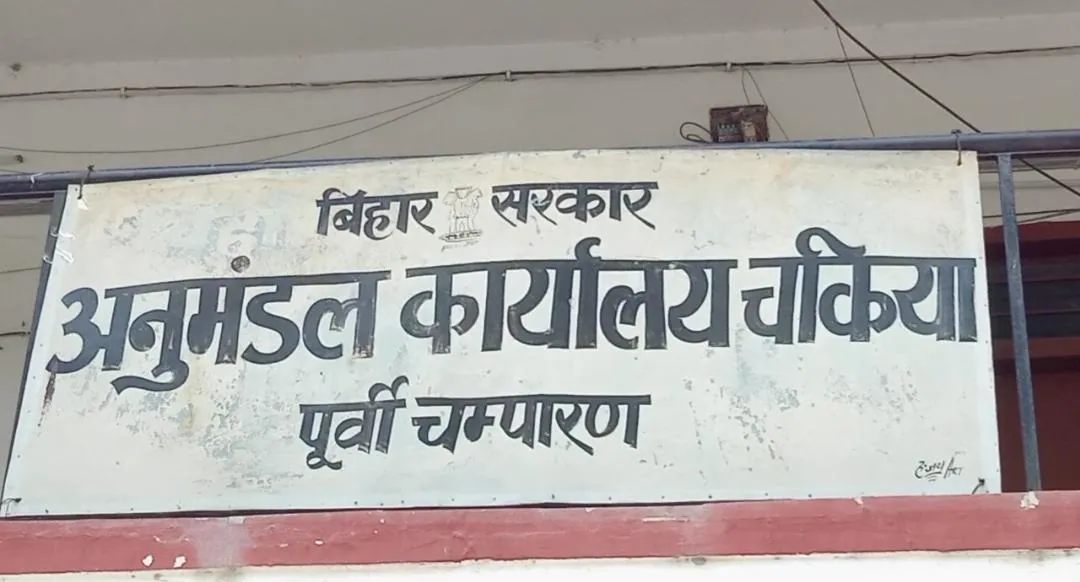 बिहार सरकार
अनुमंडल कार्यालय चकिया
पूर्वी चम्पारण